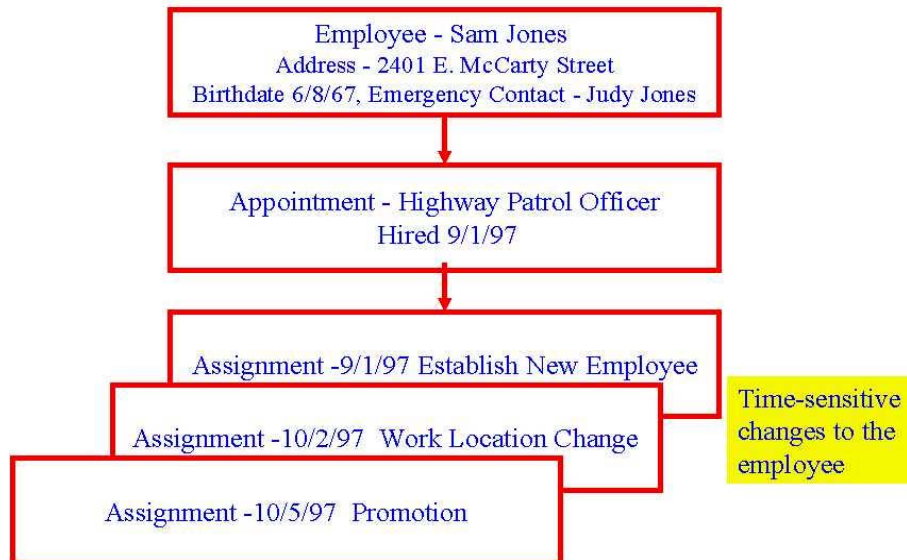 Employee - Sam Jones
Address - 2401 E. McCarty Street
Birthdate 6/8/67, Emergency Contact - Judy Jones
Appointment - Highway Patrol Officer
Hired 9/1/97
Assignment -9/1/97 Establish New Employee
Assignment -10/2/97 Work Location Change
Assignment -10/5/97 Promotion
Time-sensitive
changes to the
employee